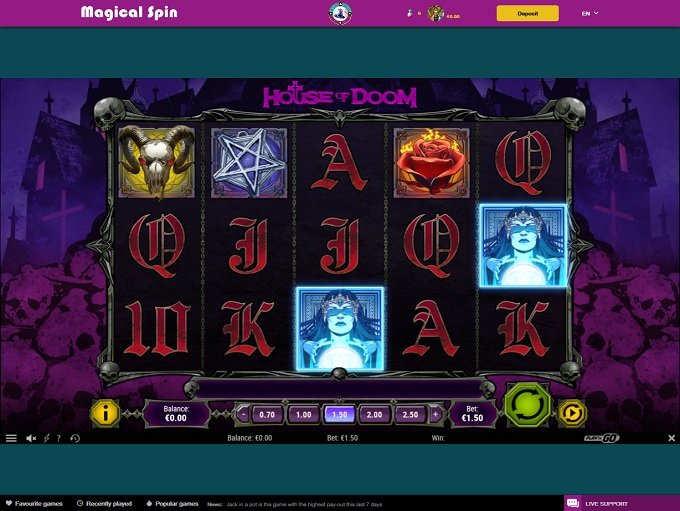 Magical Spin
0
€0.00
Deposit
EN
HOUSE OF DOOM
A Q
Q J J Q
10 K A K
i
Balance:
€0.00
- 0.70 1.00 1.50 2.00 2.50 +
Bet:
€1.50
? Balance: €0.00 Bet: €1.50 Win: PLAY'N GO
Favourite games Recently played Popular games News: Jack in a pot is the game with the highest pay-out this last 7 days LIVE SUPPORT